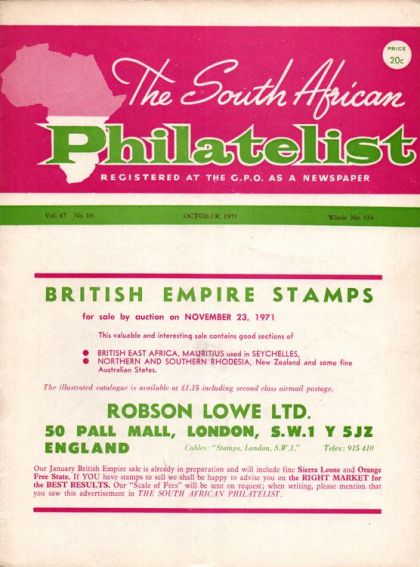 PRICE
20c
The South African
Philatelist
REGISTERED AT THE G.P.O. AS A NEWSPAPER
Vol. 47 No. 10 OCTOBER 1971 Whole No. 554
BRITISH EMPIRE STAMPS
for sale by auction on NOVEMBER 23, 1971
This valuable and interesting sale contains good sections of
● BRITISH EAST AFRICA, MAURITIUS used in SEYCHELLES,
● NORTHERN AND SOUTHERN RHODESIA, New Zealand and some fine
Australian States.
The illustrated catalogue is available at £1.15 including second class airmail postage.
ROBSON LOWE LTD.
50 PALL MALL, LONDON, S.W.1 Y 5JZ
ENGLAND Cables: "Stamps, London, S.W.1." Telex: 915 410
Our January British Empire sale is already in preparation and will include fine Sierra Leone and Orange
Free State. If YOU have stamps to sell we shall be happy to advise you on the RIGHT MARKET for
the BEST RESULTS. Our "Scale of Fees" will be sent on request; when writing, please mention that
you saw this advertisement in THE SOUTH AFRICAN PHILATELIST.